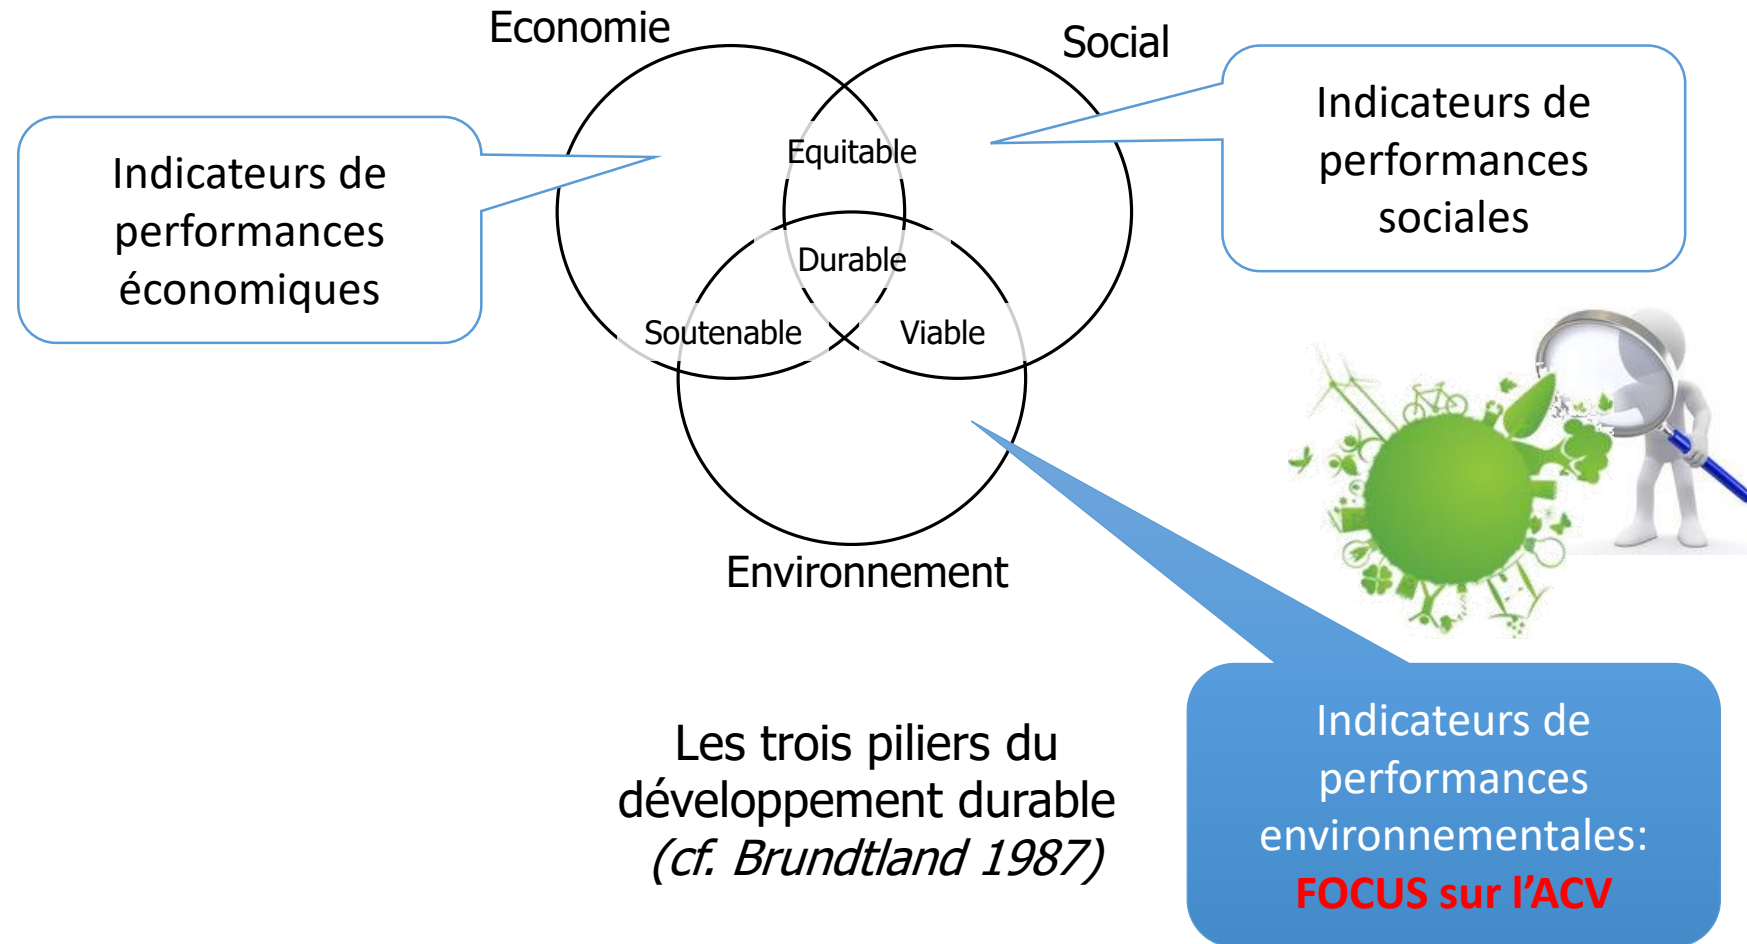 Economie
Social
Indicateurs de
performances
économiques
Equitable
Durable
Soutenable
Viable
Indicateurs de
performances
sociales
Environnement
Les trois piliers du
développement durable
(cf. Brundtland 1987)
Indicateurs de
performances
environnementales:
FOCUS sur l’ACV